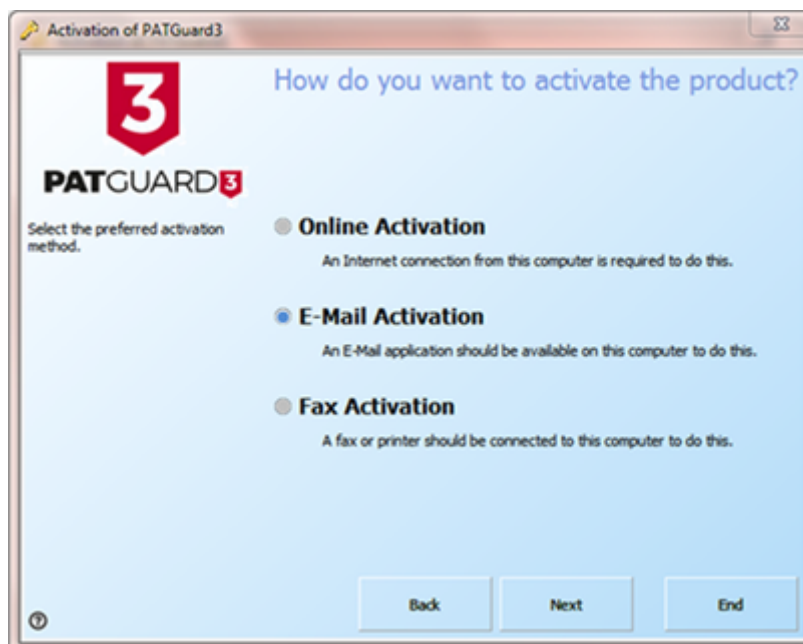 Activation of PATGuard3
How do you want to activate the product?
3
PATGUARD3
Select the preferred activation
method.
Online Activation
An Internet connection from this computer is required to do this.
E-Mail Activation
An E-Mail application should be available on this computer to do this.
Fax Activation
A fax or printer should be connected to this computer to do this.
Back
Next
End
?